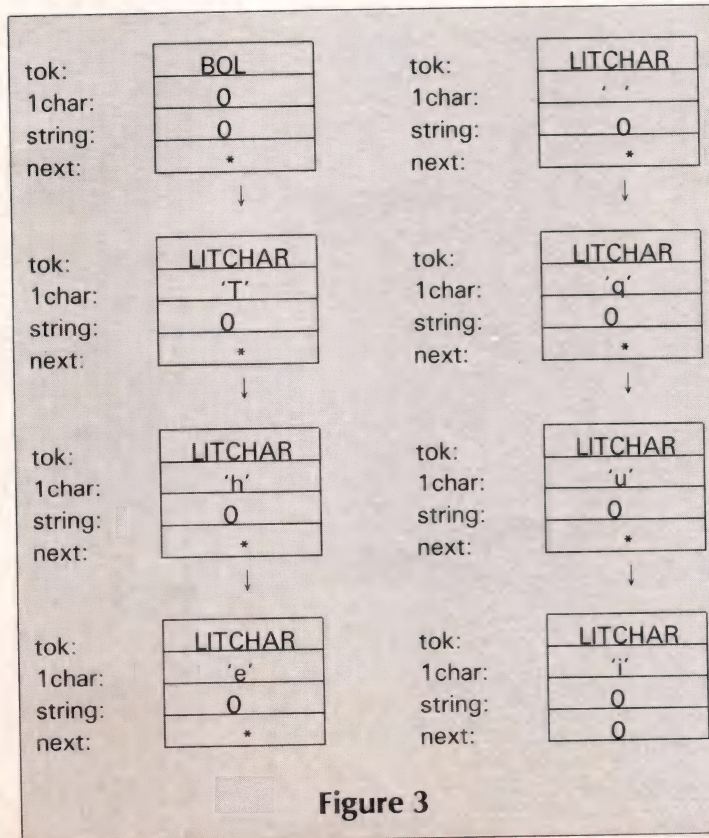 tok: BOL
1char: 0
string: 0
next: *
↓
tok: LITCHAR
1char: 'T'
string: 0
next: *
↓
tok: LITCHAR
1char: 'h'
string: 0
next: *
↓
tok: LITCHAR
1char: 'e'
string: 0
next: *
tok: LITCHAR
1char: ' '
string: 0
next: *
↓
tok: LITCHAR
1char: 'q'
string: 0
next: *
↓
tok: LITCHAR
1char: 'u'
string: 0
next: *
↓
tok: LITCHAR
1char: 'i'
string: 0
next: 0
Figure 3